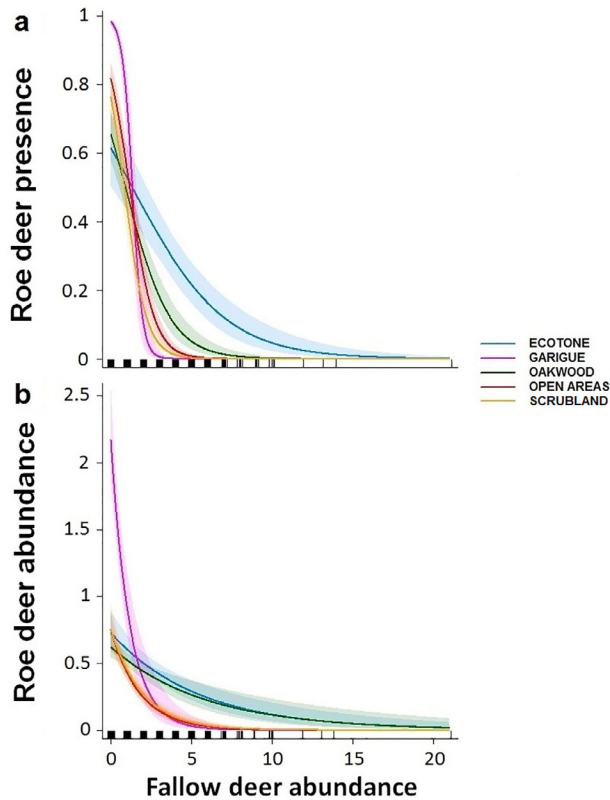 a
Roe deer presence
1
0.8
0.6
0.4
0.2
0
ECOTONE
GARIGUE
OAKWOOD
OPEN AREAS
SCRUBLAND
b
Roe deer abundance
2.5
2
1.5
1
0.5
0
0 5 10 15 20
Fallow deer abundance